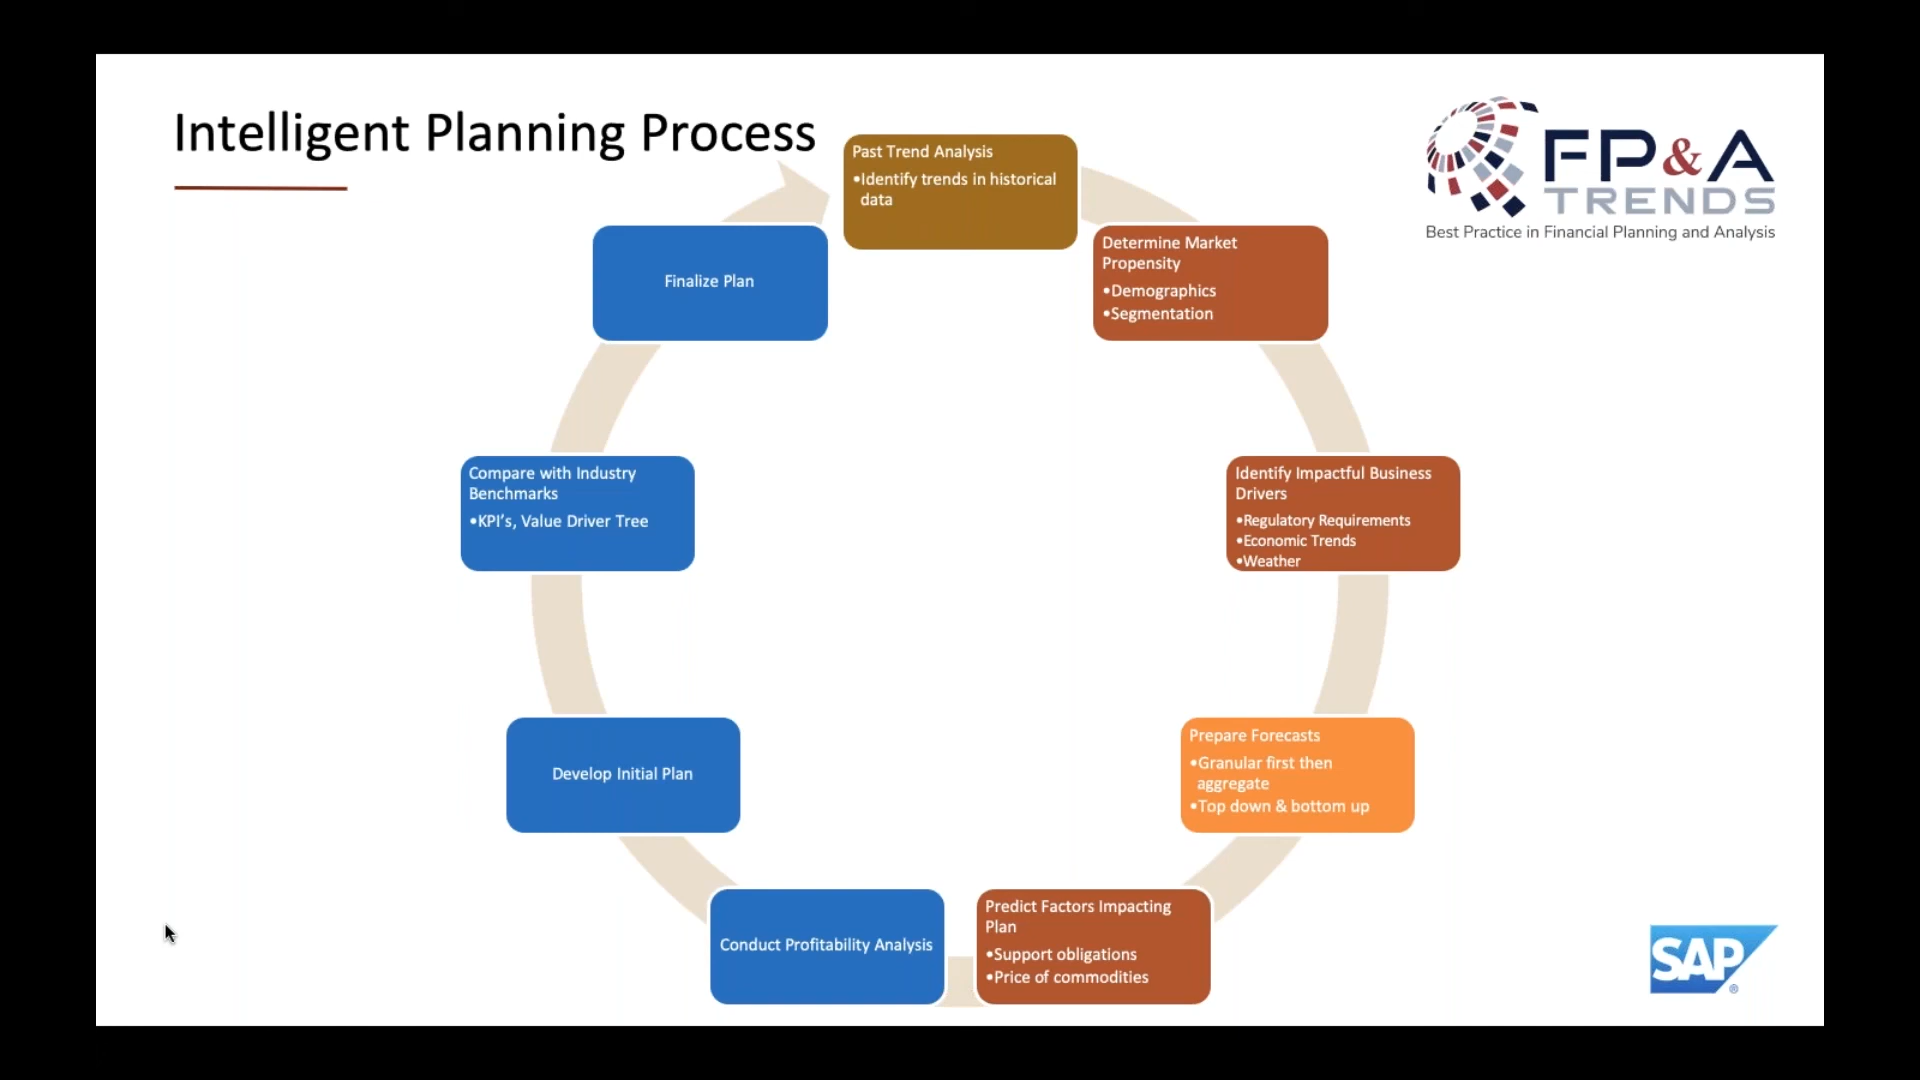 Intelligent Planning Process
FP&A
TRENDS
Best Practice in Financial Planning and Analysis
Past Trend Analysis
•Identify trends in historical
data
Determine Market
Propensity
•Demographics
•Segmentation
Identify Impactful Business
Drivers
•Regulatory Requirements
•Economic Trends
•Weather
Prepare Forecasts
•Granular first then
aggregate
•Top down & bottom up
Predict Factors Impacting
Plan
•Support obligations
•Price of commodities
Conduct Profitability Analysis
Develop Initial Plan
Compare with Industry
Benchmarks
•KPI's, Value Driver Tree
Finalize Plan
SAP®